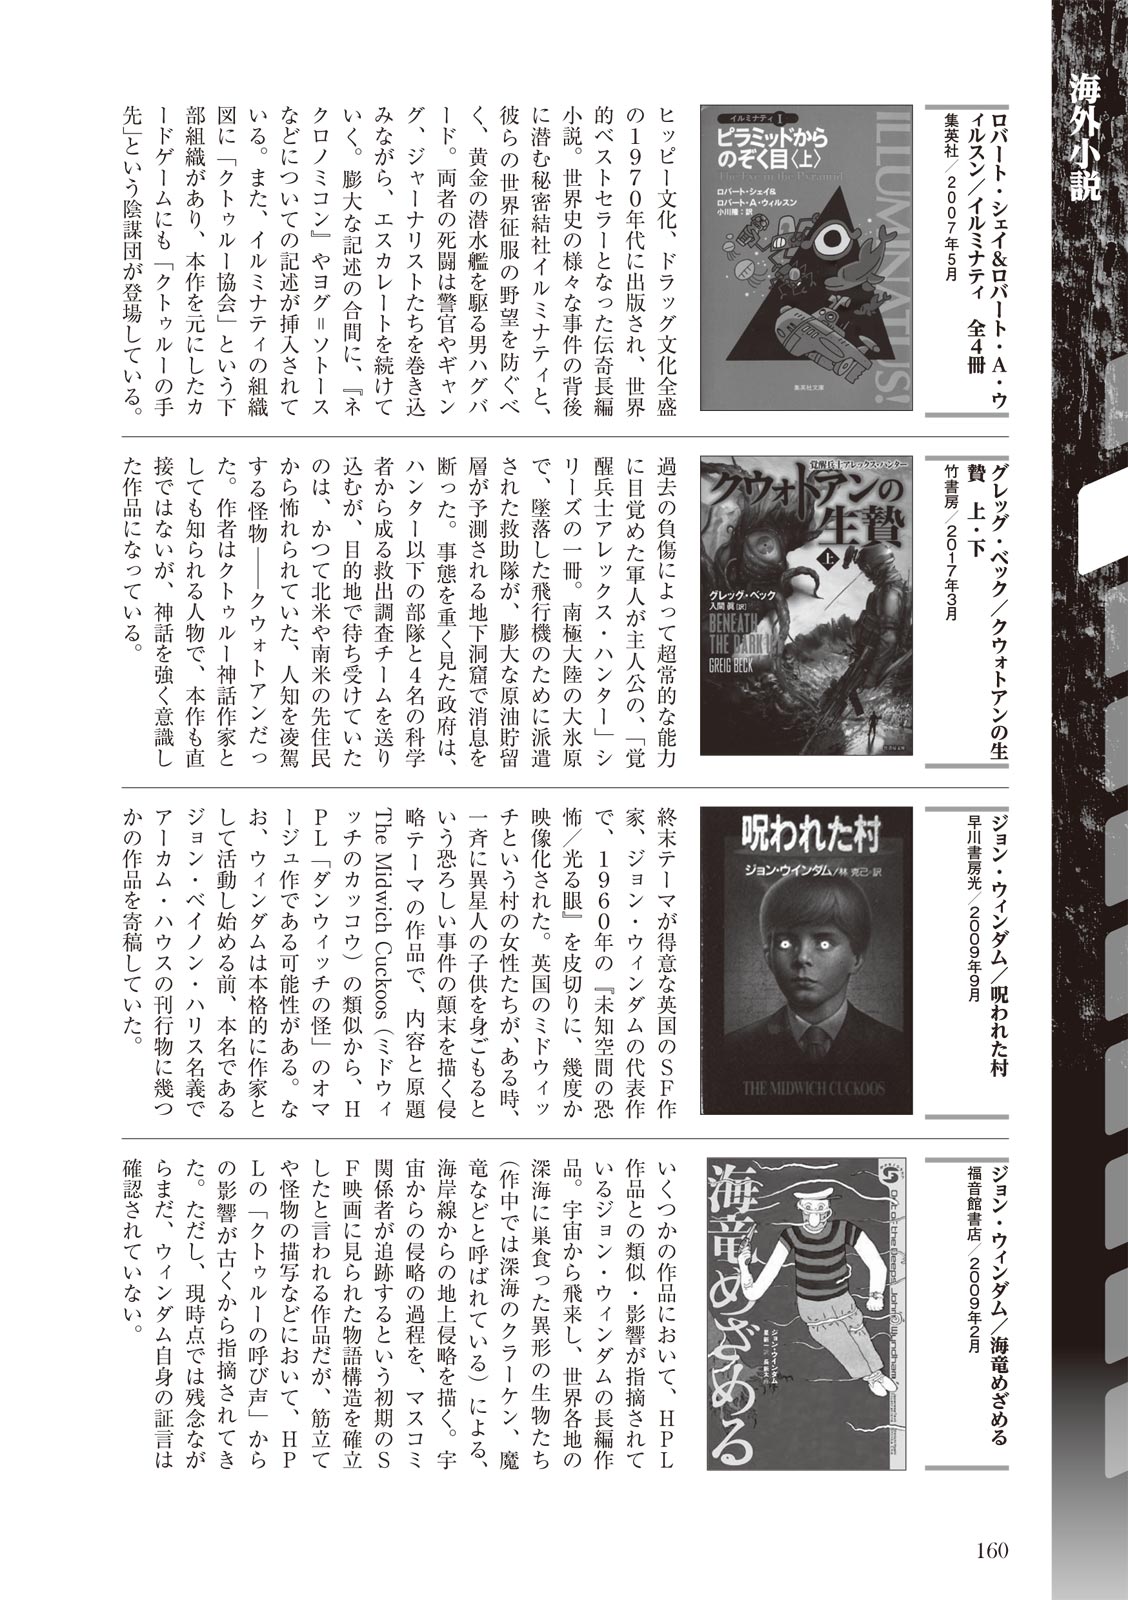 海外小説
ロバート・シェイ&ロバート・A・ウ
ィルスン／イルミナティ　全4冊
集英社／2007年5月
イルミナティⅠ
ピラミッドから
のぞく目〈上〉
The Eye in the Pyramid
ロバート・シェイ&
ロバート・A・ウィルスン
小川隆：訳
ILLUMINATUS!
集英社文庫
ヒッピー文化、ドラッグ文化全盛
の1970年代に出版され、世界
的ベストセラーとなった伝奇長編
小説。世界史の様々な事件の背後
に潜む秘密結社イルミナティと、
彼らの世界征服の野望を防ぐべ
く、黄金の潜水艦を駆る男ハグバ
ード。両者の死闘は警官やギャン
グ、ジャーナリストたちを巻き込
みながら、エスカレートを続けて
いく。膨大な記述の合間に、『ネ
クロノミコン』やヨグ＝ソトース
などについての記述が挿入されて
いる。また、イルミナティの組織
図に「クトゥルー協会」という下
部組織があり、本作を元にしたカ
ードゲームにも「クトゥルーの手
先」という陰謀団が登場している。
グレッグ・ベック／クウォトアンの生
贄　上・下
竹書房／2017年3月
覚醒兵士アレックス・ハンター
クウォトアンの
生贄
上
グレッグ・ベック
入間 眞［訳］
BENEATH
THE DARK ICE
GREIG BECK
竹書房文庫
過去の負傷によって超常的な能力
に目覚めた軍人が主人公の、「覚
醒兵士アレックス・ハンター」シ
リーズの一冊。南極大陸の大氷原
で、墜落した飛行機のために派遣
された救助隊が、膨大な原油貯留
層が予測される地下洞窟で消息を
断った。事態を重く見た政府は、
ハンター以下の部隊と4名の科学
者から成る救出調査チームを送り
込むが、目的地で待ち受けていた
のは、かつて北米や南米の先住民
から怖れられていた、人知を凌駕
する怪物――クウォトアンだっ
た。作者はクトゥルー神話作家と
しても知られる人物で、本作も直
接ではないが、神話を強く意識し
た作品になっている。
ジョン・ウィンダム／呪われた村
早川書房光／2009年9月
呪われた村
ジョン・ウインダム／林 克己・訳
THE MIDWICH CUCKOOS
終末テーマが得意な英国のSF作
家、ジョン・ウィンダムの代表作
で、1960年の『未知空間の恐
怖／光る眼』を皮切りに、幾度か
映像化された。英国のミドウィッ
チという村の女性たちが、ある時、
一斉に異星人の子供を身ごもると
いう恐ろしい事件の顛末を描く侵
略テーマの作品で、内容と原題
The Midwich Cuckoos（ミドウィ
ッチのカッコウ）の類似から、H
PL「ダンウィッチの怪」のオマ
ージュ作である可能性がある。な
お、ウィンダムは本格的に作家と
して活動し始める前、本名である
ジョン・ベイノン・ハリス名義で
アーカム・ハウスの刊行物に幾つ
かの作品を寄稿していた。
ジョン・ウィンダム／海竜めざめる
福音館書店／2009年2月
Out of the Deeps John Wyndham
海竜めざめる
ジョン・ウィンダム
星新一 訳 長新太 作
いくつかの作品において、HPL
作品との類似・影響が指摘されて
いるジョン・ウィンダムの長編作
品。宇宙から飛来し、世界各地の
深海に巣食った異形の生物たち
（作中では深海のクラーケン、魔
竜などと呼ばれている）による、
海岸線からの地上侵略を描く。宇
宙からの侵略の過程を、マスコミ
関係者が追跡するという初期のS
F映画に見られた物語構造を確立
したと言われる作品だが、筋立て
や怪物の描写などにおいて、HP
Lの「クトゥルーの呼び声」から
の影響が古くから指摘されてき
た。ただし、現時点では残念なが
らまだ、ウィンダム自身の証言は
確認されていない。
160